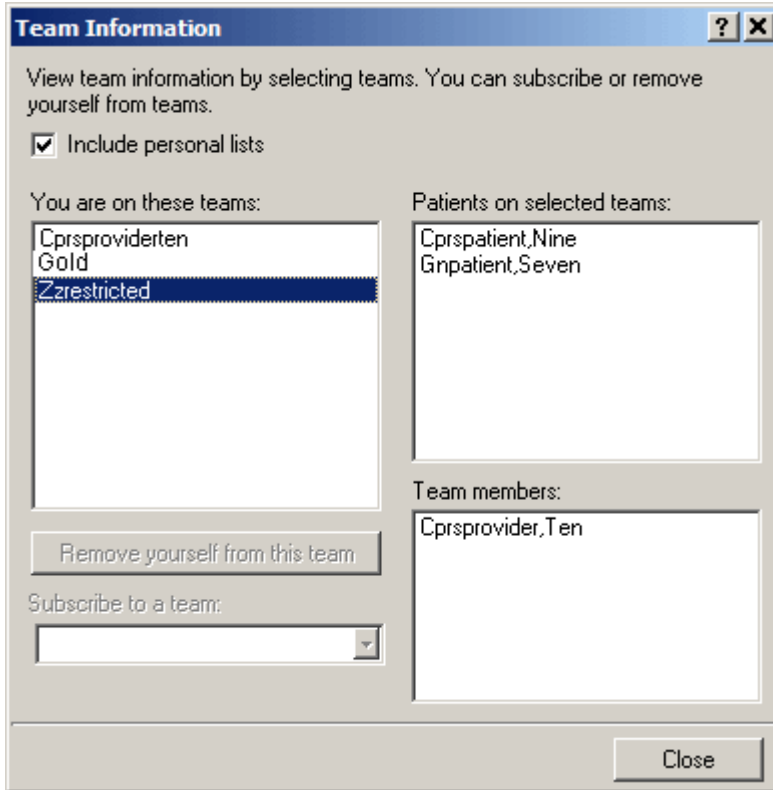 Team Information
View team information by selecting teams. You can subscribe or remove
yourself from teams.
Include personal lists
You are on these teams:
Cprsproviderten
Gold
Zzrestricted
Remove yourself from this team
Subscribe to a team:
Patients on selected teams:
Cprspatient,Nine
Gnpatient,Seven
Team members:
Cprsprovider,Ten
Close